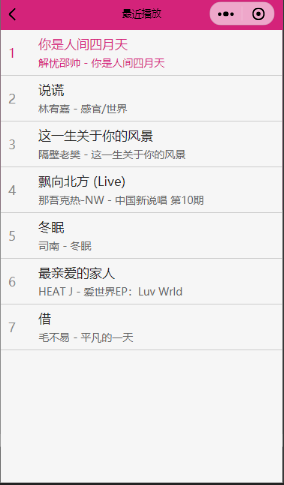 最近播放
1
你是人间四月天
解忧邵帅 - 你是人间四月天
2
说谎
林宥嘉 - 感官/世界
3
这一生关于你的风景
隔壁老樊 - 这一生关于你的风景
4
飘向北方 (Live)
那吾克热-NW - 中国新说唱 第10期
5
冬眠
司南 - 冬眠
6
最亲爱的家人
HEAT J - 爱世界EP：Luv Wrld
7
借
毛不易 - 平凡的一天